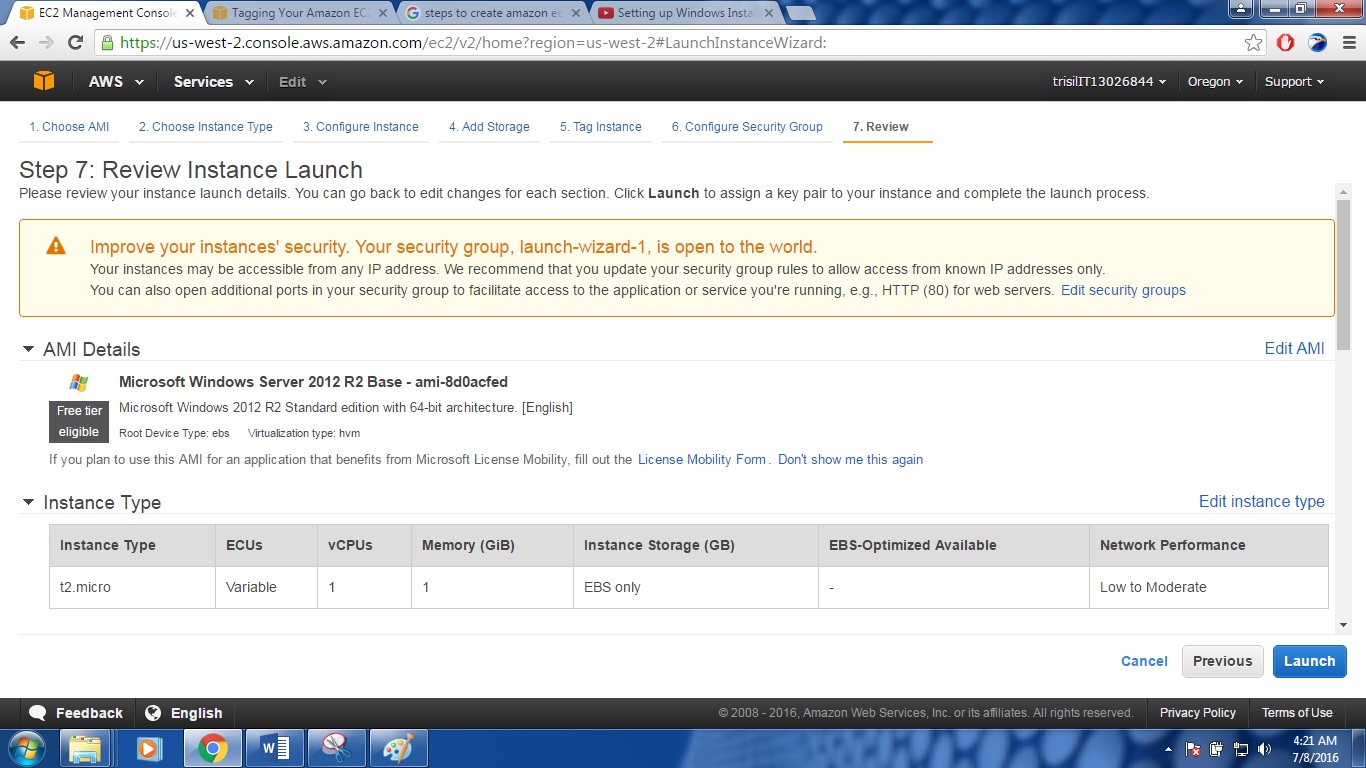 EC2 Management Console
Tagging Your Amazon EC
steps to create amazon ec
Setting up Windows Insta
https://us-west-2.console.aws.amazon.com/ec2/v2/home?region=us-west-2#LaunchInstanceWizard:
AWS Services Edit trisilIT13026844 Oregon Support
1. Choose AMI 2. Choose Instance Type 3. Configure Instance 4. Add Storage 5. Tag Instance 6. Configure Security Group 7. Review
Step 7: Review Instance Launch
Please review your instance launch details. You can go back to edit changes for each section. Click Launch to assign a key pair to your instance and complete the launch process.
Improve your instances' security. Your security group, launch-wizard-1, is open to the world.
Your instances may be accessible from any IP address. We recommend that you update your security group rules to allow access from known IP addresses only.
You can also open additional ports in your security group to facilitate access to the application or service you're running, e.g., HTTP (80) for web servers. Edit security groups
AMI Details Edit AMI
Microsoft Windows Server 2012 R2 Base - ami-8d0acfed
Free tier
eligible
Microsoft Windows 2012 R2 Standard edition with 64-bit architecture. [English]
Root Device Type: ebs Virtualization type: hvm
If you plan to use this AMI for an application that benefits from Microsoft License Mobility, fill out the License Mobility Form. Don't show me this again
Instance Type Edit instance type
Instance Type ECUs vCPUs Memory (GiB) Instance Storage (GB) EBS-Optimized Available Network Performance
t2.micro Variable 1 1 EBS only - Low to Moderate
Cancel Previous Launch
Feedback English © 2008 - 2016, Amazon Web Services, Inc. or its affiliates. All rights reserved. Privacy Policy Terms of Use
4:21 AM
7/8/2016